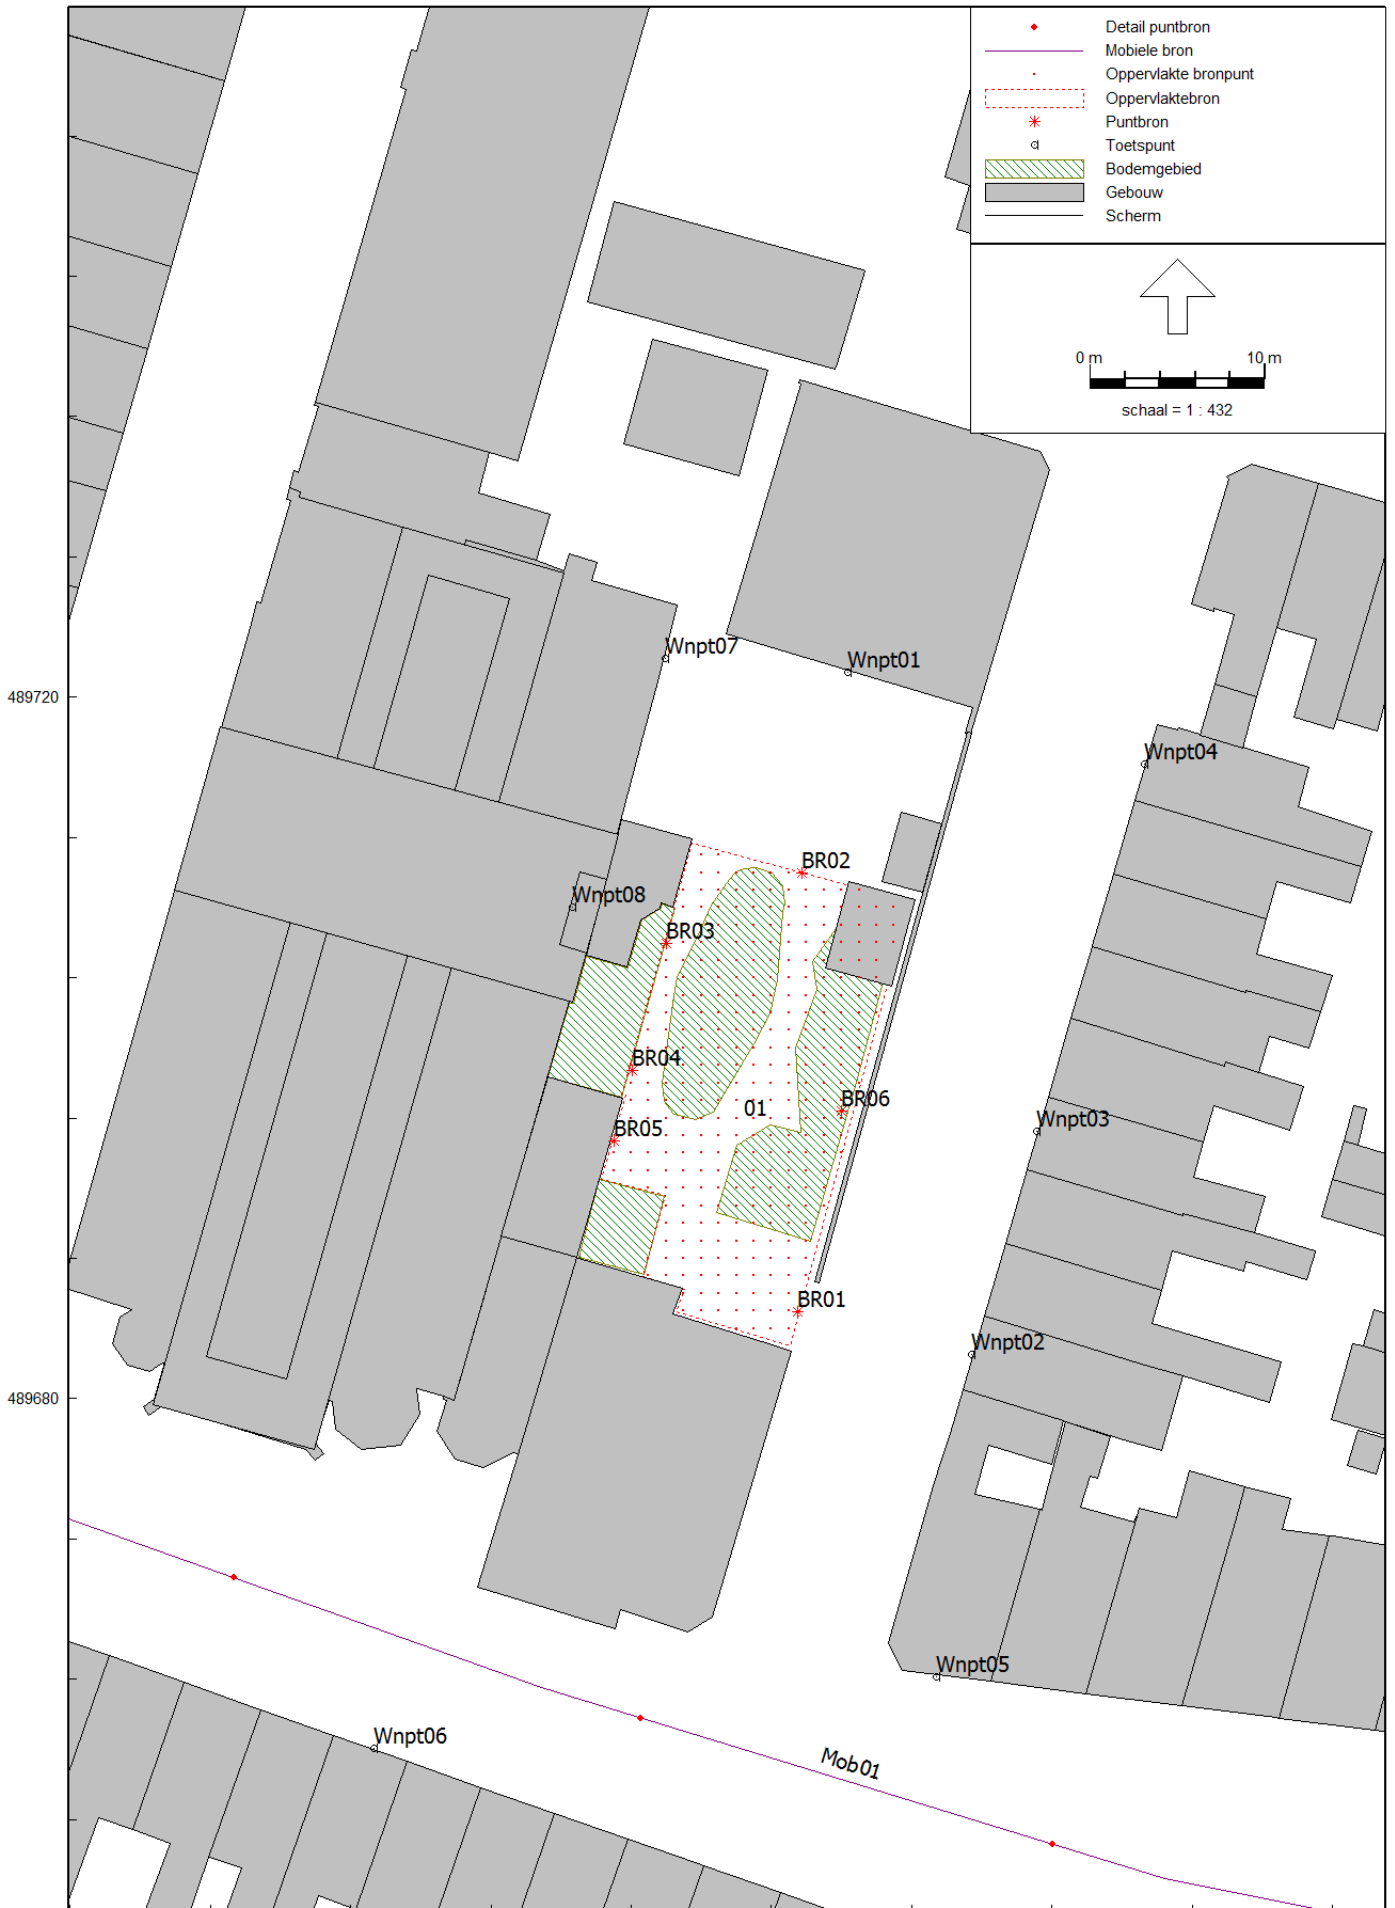 Detail puntbron
Mobiele bron
Oppervlakte bronpunt
Oppervlaktebron
Puntbron
Toetspunt
Bodemgebied
Gebouw
Scherm
0 m 10 m
schaal = 1 : 432
Wnpt07
Wnpt01
489720
Wnpt04
BR02
Wnpt08
BR03
BR04
BR06
01
Wnpt03
BR05
BR01
Wnpt02
489680
Wnpt05
Wnpt06
Mob01